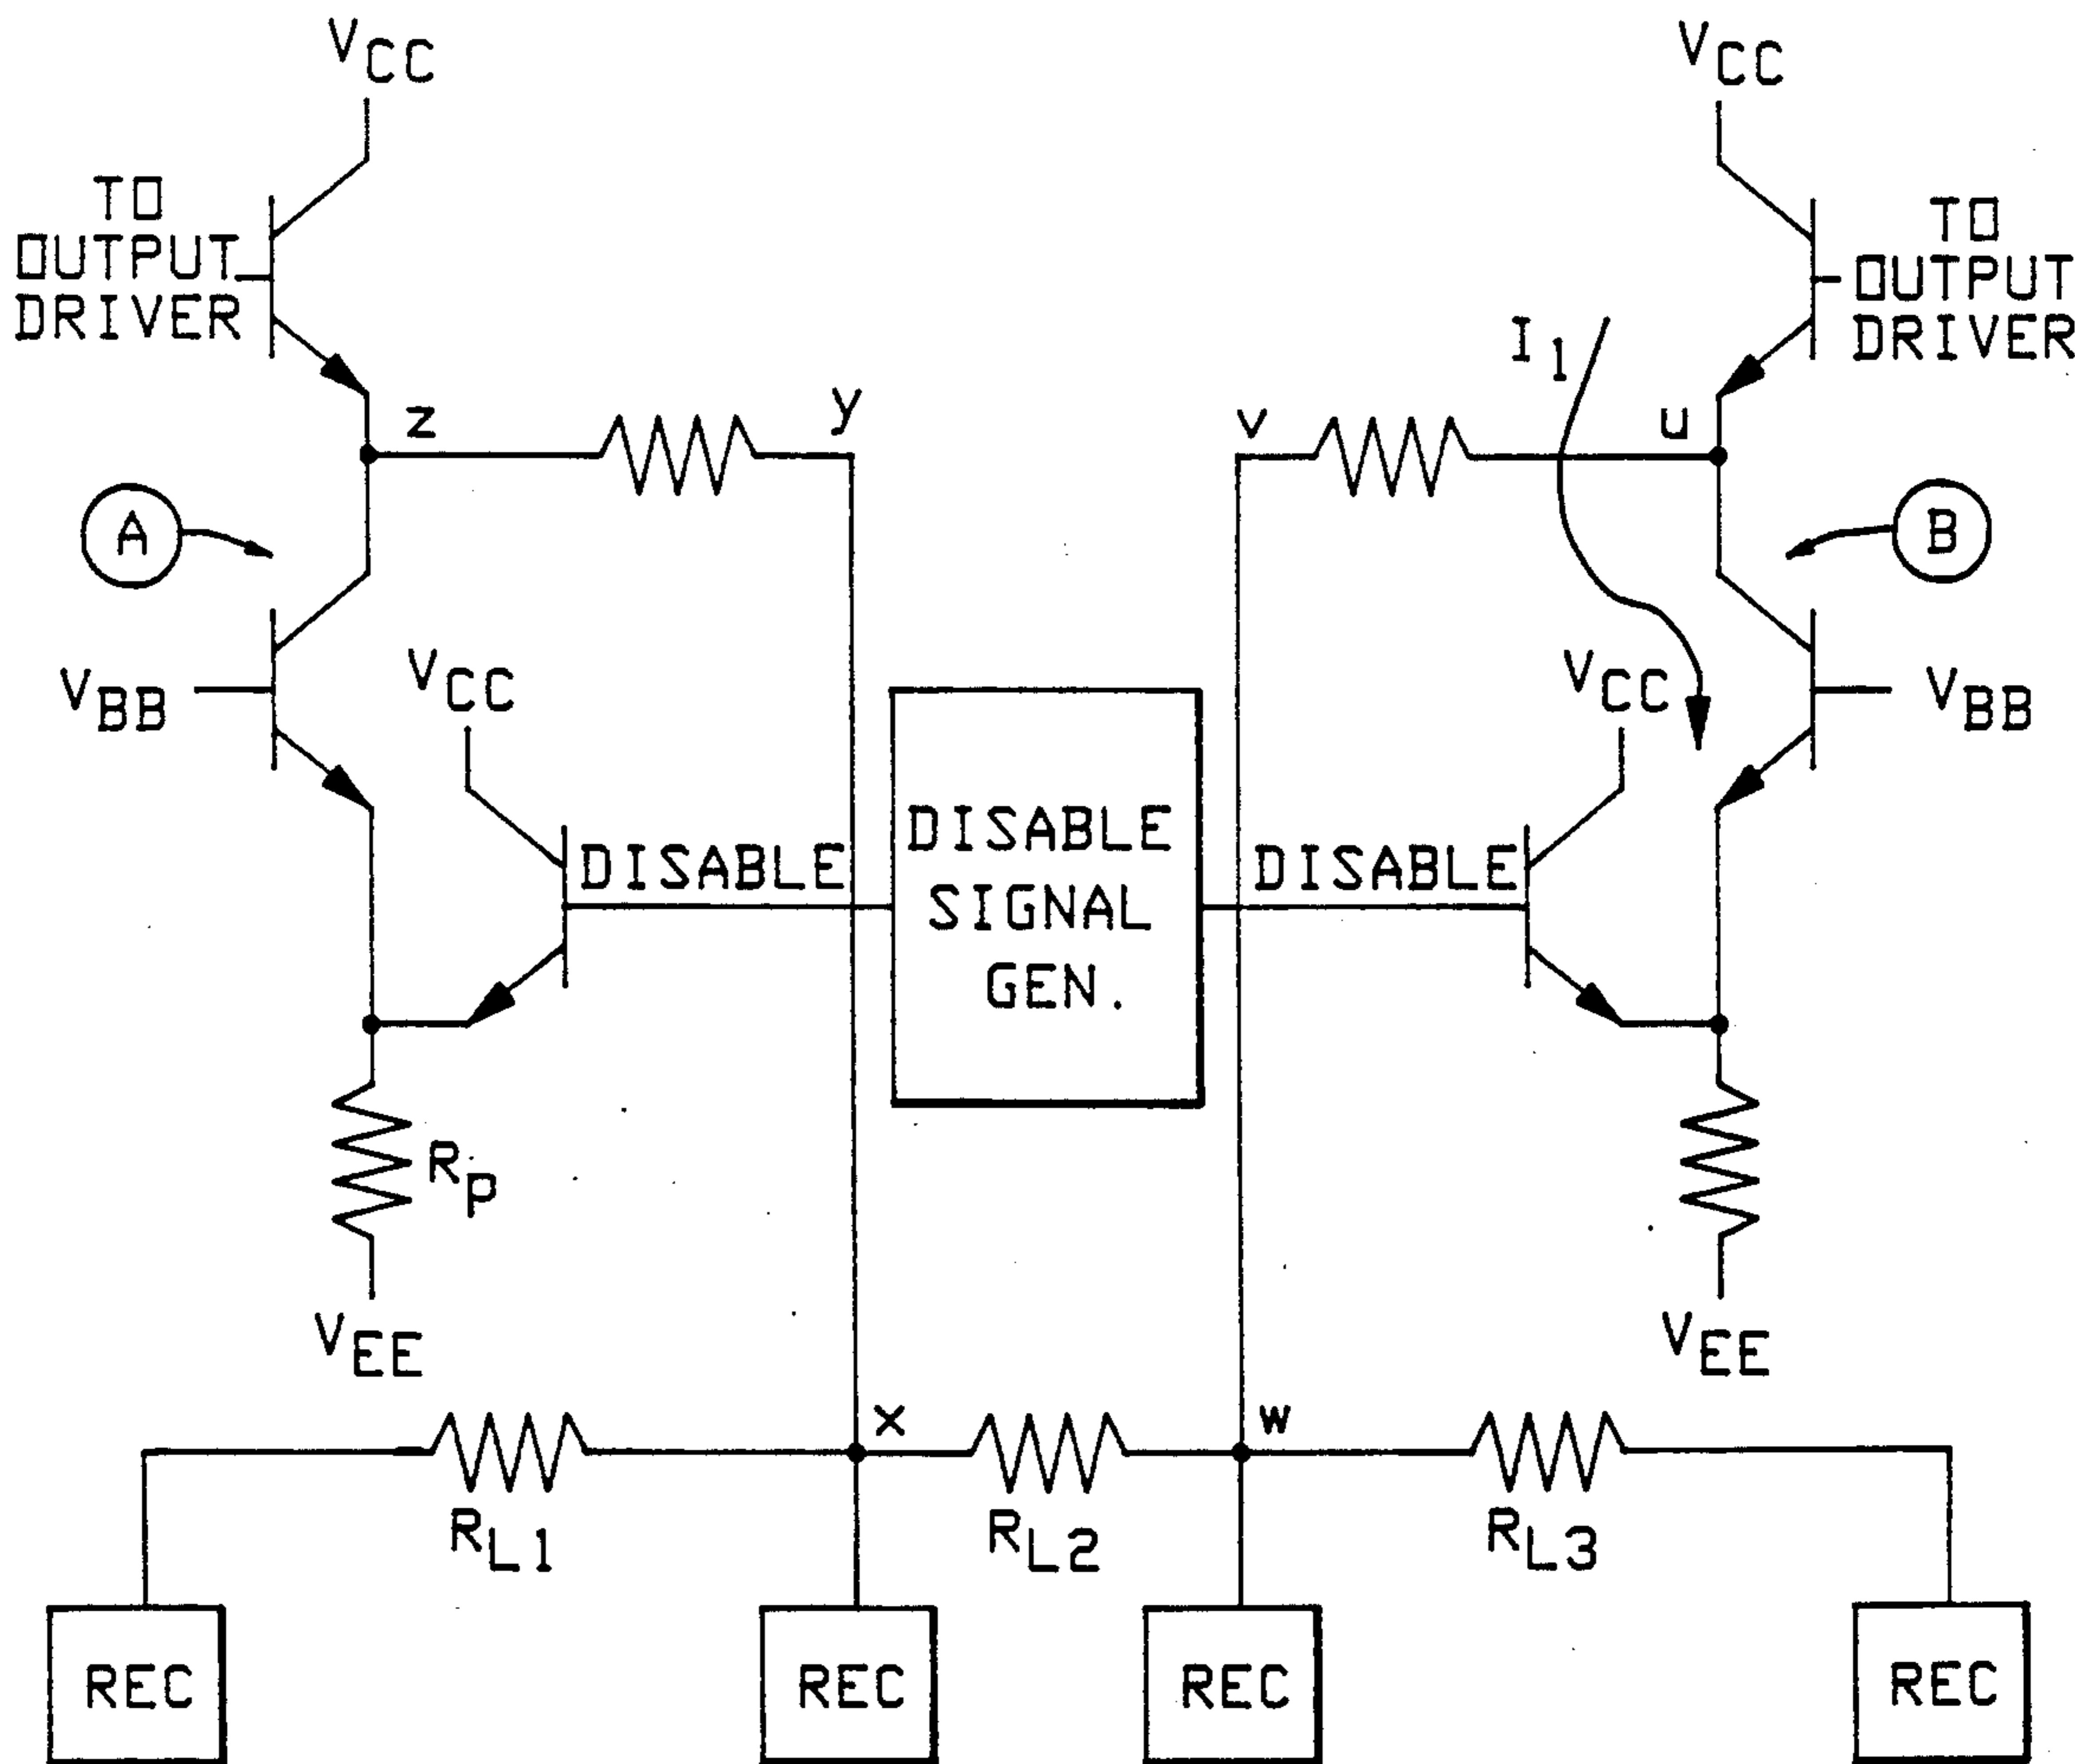 VCC
VCC
TO
OUTPUT
DRIVER
TO
OUTPUT
DRIVER
I1
z
y
v
u
A
B
VBB
VCC
VCC
VBB
DISABLE
DISABLE
SIGNAL
GEN.
DISABLE
RP
VEE
VEE
x
w
RL1
RL2
RL3
REC
REC
REC
REC